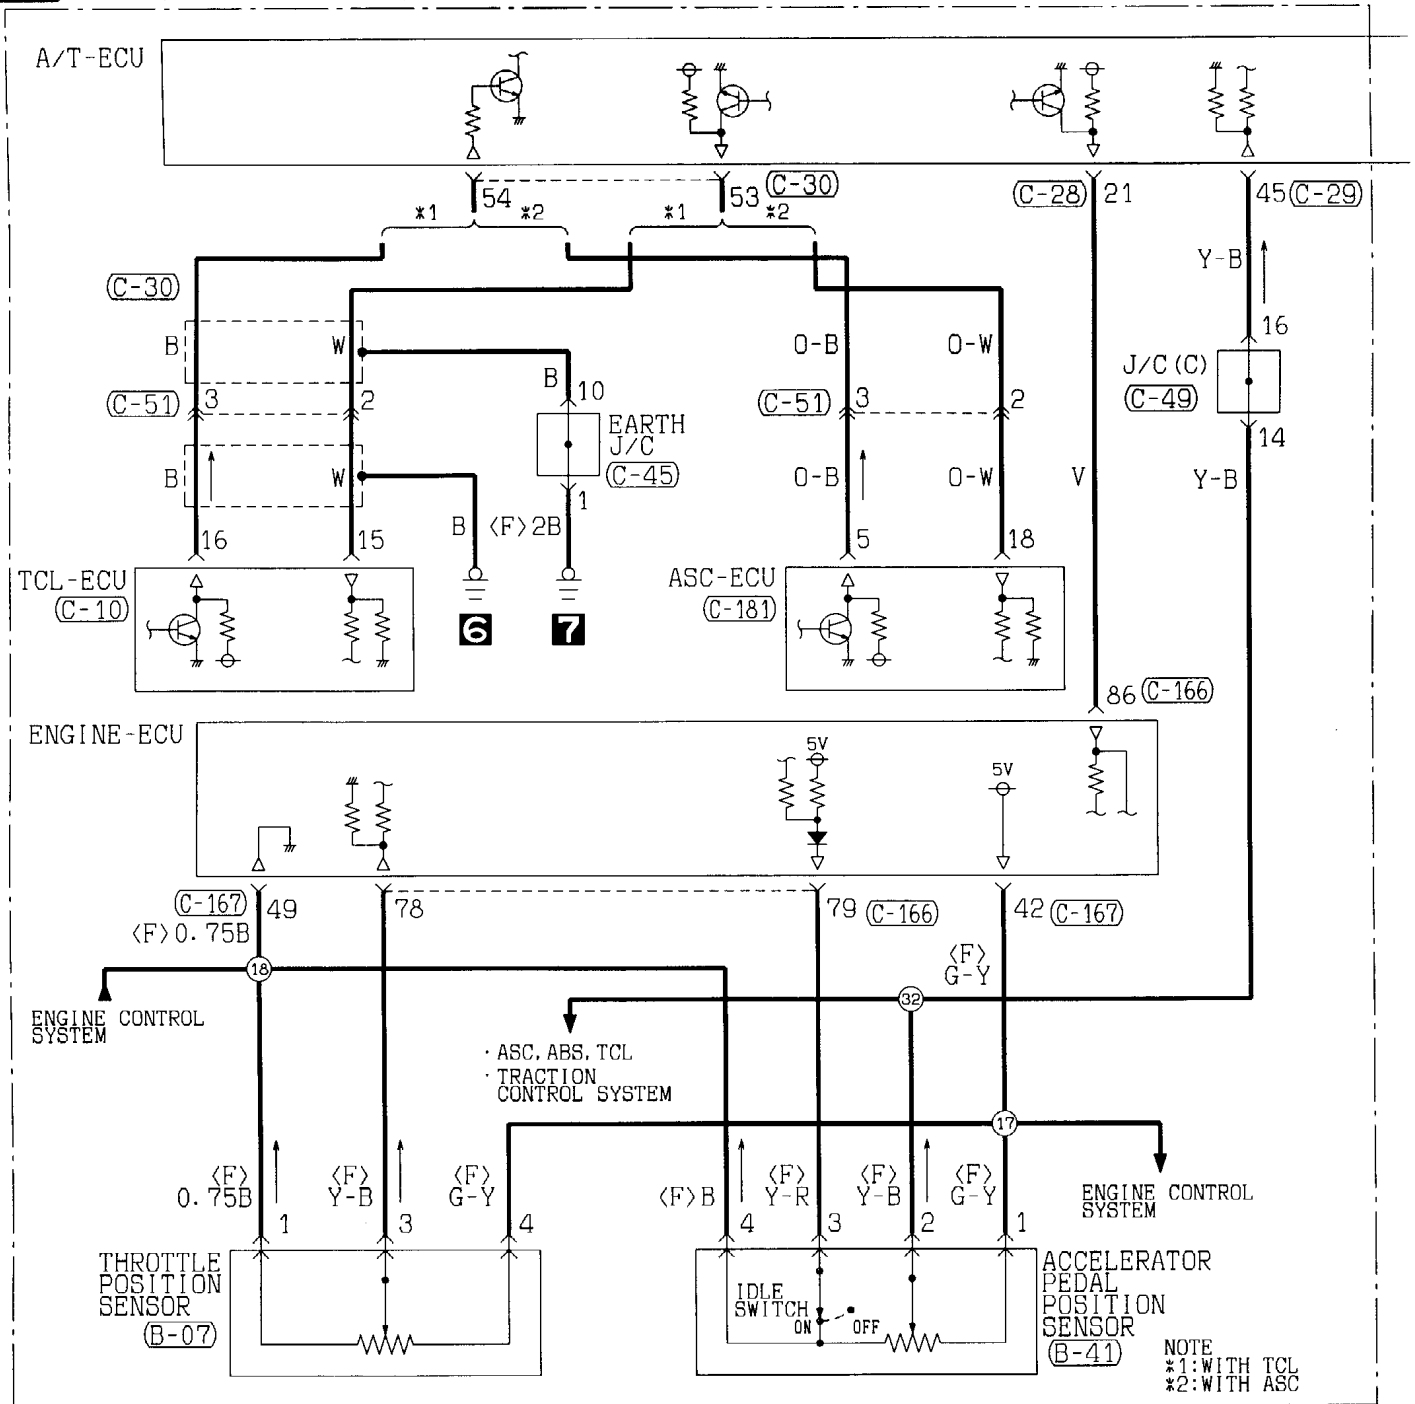 A/T-ECU
54
53
(C-30)
(C-28)
21
45
(C-29)
*1
*2
*1
*2
Y-B
(C-30)
16
B
W
O-B
O-W
J/C(C)
(C-49)
B
10
(C-51)
3
2
(C-51)
3
2
EARTH
J/C
(C-45)
14
B
W
O-B
O-W
V
Y-B
1
B
<F>2B
16
15
5
18
TCL-ECU
(C-10)
ASC-ECU
(C-181)
6
7
86
(C-166)
ENGINE-ECU
5V
5V
(C-167)
49
78
79
(C-166)
42
(C-167)
<F>0.75B
<F>
G-Y
18
32
ENGINE CONTROL
SYSTEM
· ASC, ABS, TCL
· TRACTION
CONTROL SYSTEM
17
<F>
0.75B
<F>
Y-B
<F>
G-Y
<F>B
<F>
Y-R
<F>
Y-B
<F>
G-Y
ENGINE CONTROL
SYSTEM
1
3
4
4
3
2
1
THROTTLE
POSITION
SENSOR
(B-07)
IDLE
SWITCH
ON
OFF
ACCELERATOR
PEDAL
POSITION
SENSOR
(B-41)
NOTE
*1:WITH TCL
*2:WITH ASC